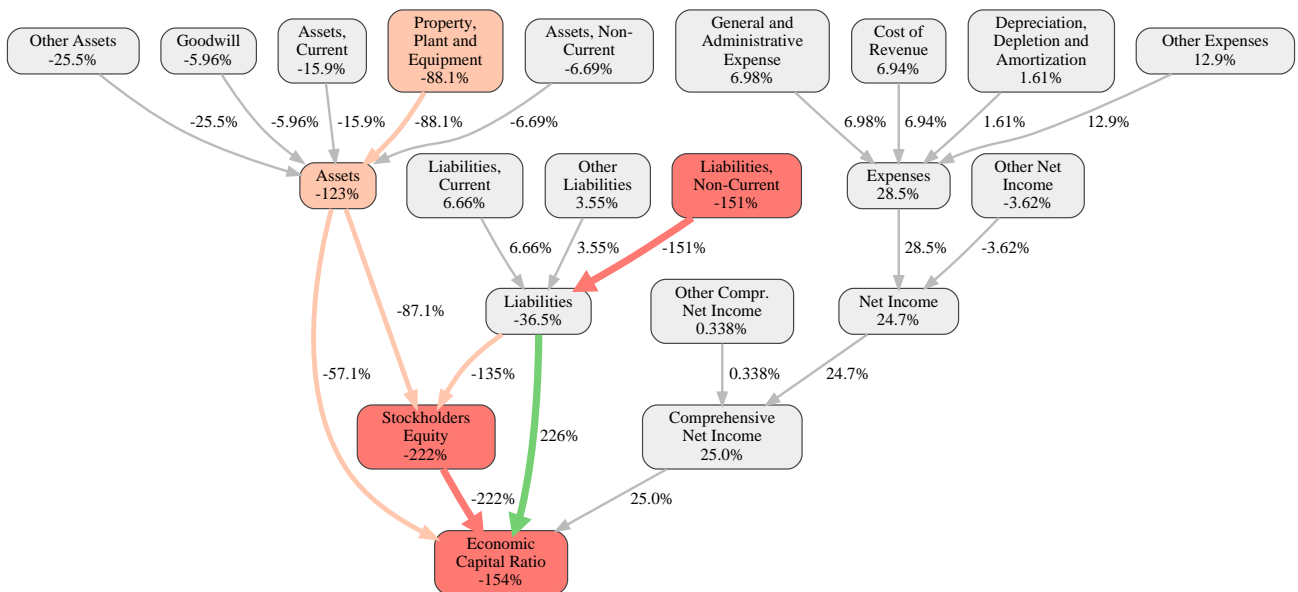 Other Assets
-25.5%
Goodwill
-5.96%
Assets,
Current
-15.9%
Property,
Plant and
Equipment
-88.1%
Assets, Non-
Current
-6.69%
General and
Administrative
Expense
6.98%
Cost of
Revenue
6.94%
Depreciation,
Depletion and
Amortization
1.61%
Other Expenses
12.9%
-25.5%
-5.96%
-15.9%
-88.1%
-6.69%
6.98%
6.94%
1.61%
12.9%
Assets
-123%
Liabilities,
Current
6.66%
Other
Liabilities
3.55%
Liabilities,
Non-Current
-151%
Expenses
28.5%
Other Net
Income
-3.62%
6.66%
3.55%
-151%
28.5%
-3.62%
-87.1%
Liabilities
-36.5%
Other Compr.
Net Income
0.338%
Net Income
24.7%
-57.1%
-135%
226%
0.338%
24.7%
Stockholders
Equity
-222%
Comprehensive
Net Income
25.0%
-222%
25.0%
Economic
Capital Ratio
-154%